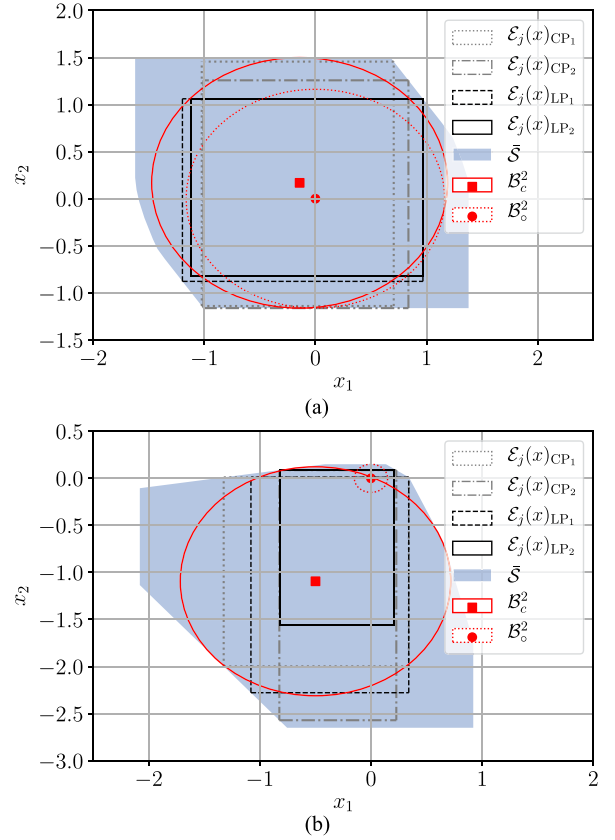 2.0
1.5
1.0
0.5
0.0
−0.5
−1.0
−1.5
x₂
−2
−1
0
1
2
x₁
ℰⱼ(x)CP₁
ℰⱼ(x)CP₂
ℰⱼ(x)LP₁
ℰⱼ(x)LP₂
S̄
ℬ²c
ℬ²∘
(a)
0.5
0.0
−0.5
−1.0
−1.5
−2.0
−2.5
−3.0
x₂
−2
−1
0
1
2
x₁
ℰⱼ(x)CP₁
ℰⱼ(x)CP₂
ℰⱼ(x)LP₁
ℰⱼ(x)LP₂
S̄
ℬ²c
ℬ²∘
(b)